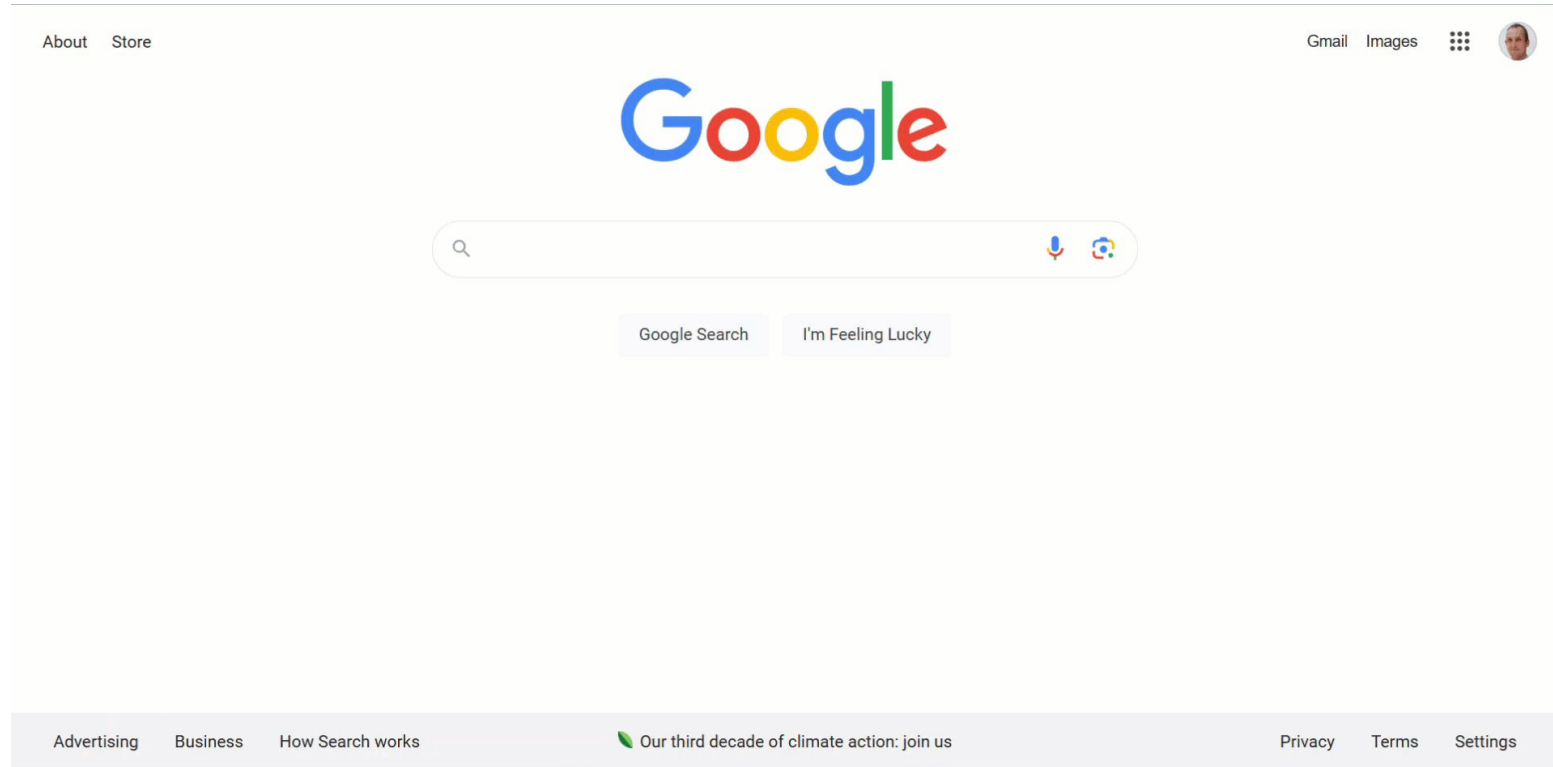 About Store
Gmail Images
Google
Google Search I'm Feeling Lucky
Advertising Business How Search works
Our third decade of climate action: join us
Privacy Terms Settings